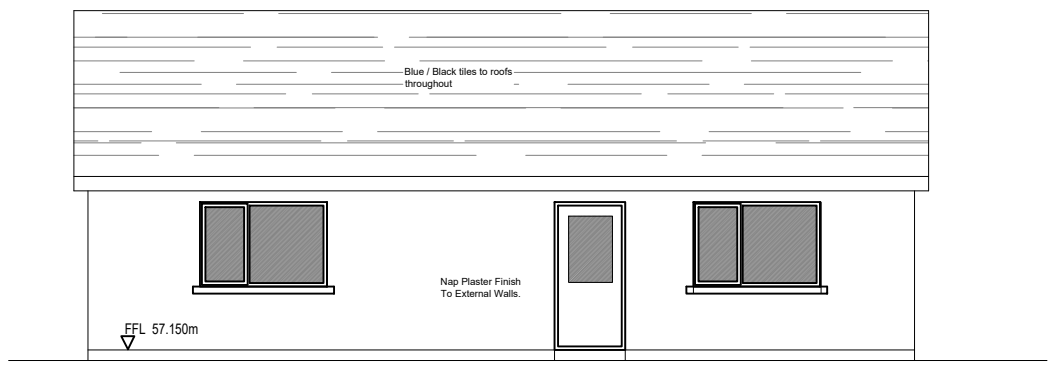 Blue / Black tiles to roofs
throughout
Nap Plaster Finish
To External Walls.
FFL 57.150m